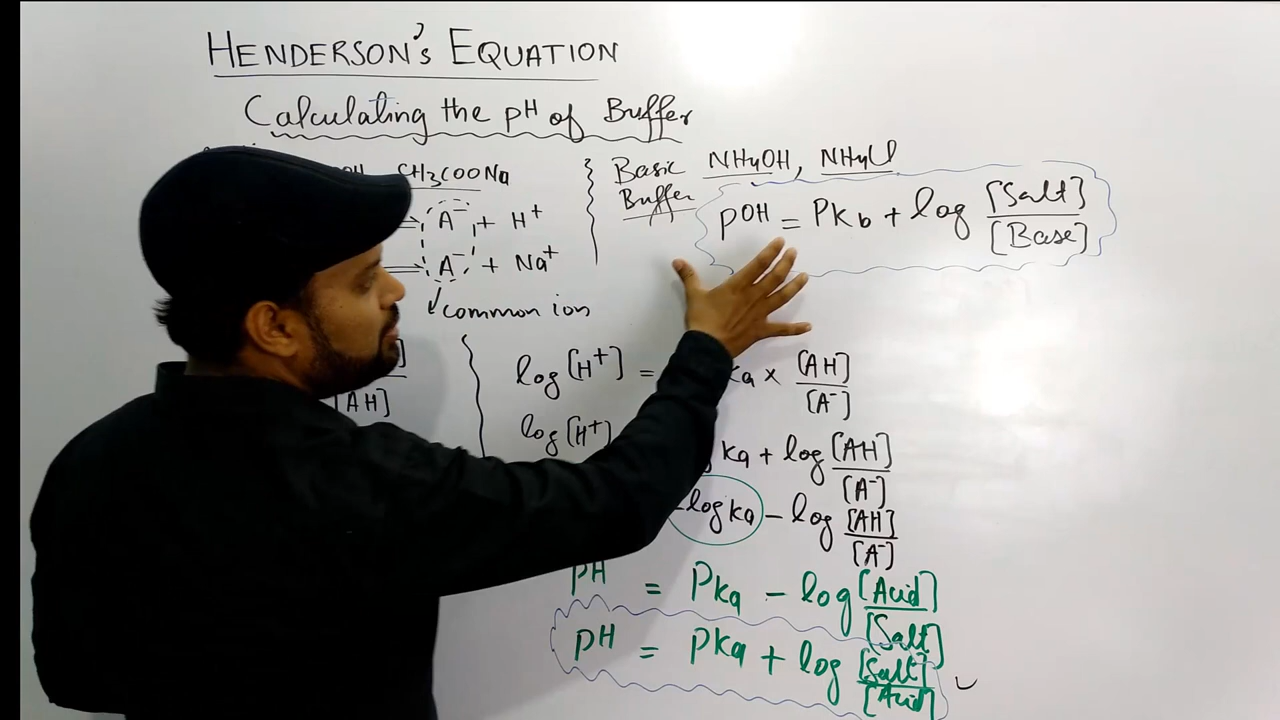 HENDERSON'S EQUATION
Calculating the pH of Buffer
CH3COONa
A- + H+
A- + Na+
common ion
[AH]
Basic Buffer NH4OH, NH4Cl
pOH = Pkb + log [Salt]/[Base]
log [H+] = ka × [AH]/[A-]
log [H+] ka + log [AH]/[A-]
-log ka - log [AH]/[A-]
pH = Pka - log [Acid]/[Salt]
pH = Pka + log [Salt]/[Acid]